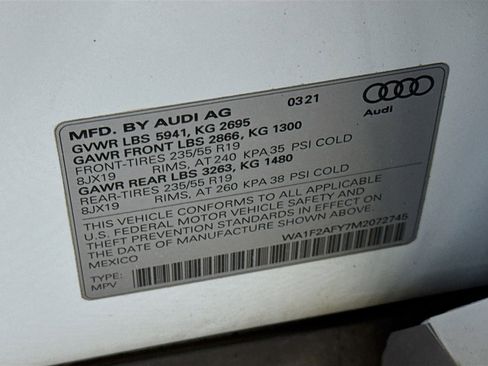 MFD. BY AUDI AG 03 21
GVWR LBS 5941, KG 2695
GAWR FRONT LBS 2866, KG 1300
FRONT-TIRES 235/55 R19
8JX19 RIMS, AT 240 KPA 35 PSI COLD
GAWR REAR LBS 3263, KG 1480
REAR-TIRES 235/55 R19
8JX19 RIMS, AT 260 KPA 38 PSI COLD
THIS VEHICLE CONFORMS TO ALL APPLICABLE
U.S. FEDERAL MOTOR VEHICLE SAFETY AND
THEFT PREVENTION STANDARDS IN EFFECT ON
THE DATE OF MANUFACTURE SHOWN ABOVE
MEXICO
WA1F2AFY7M2072745
TYPE:
MPV
Audi